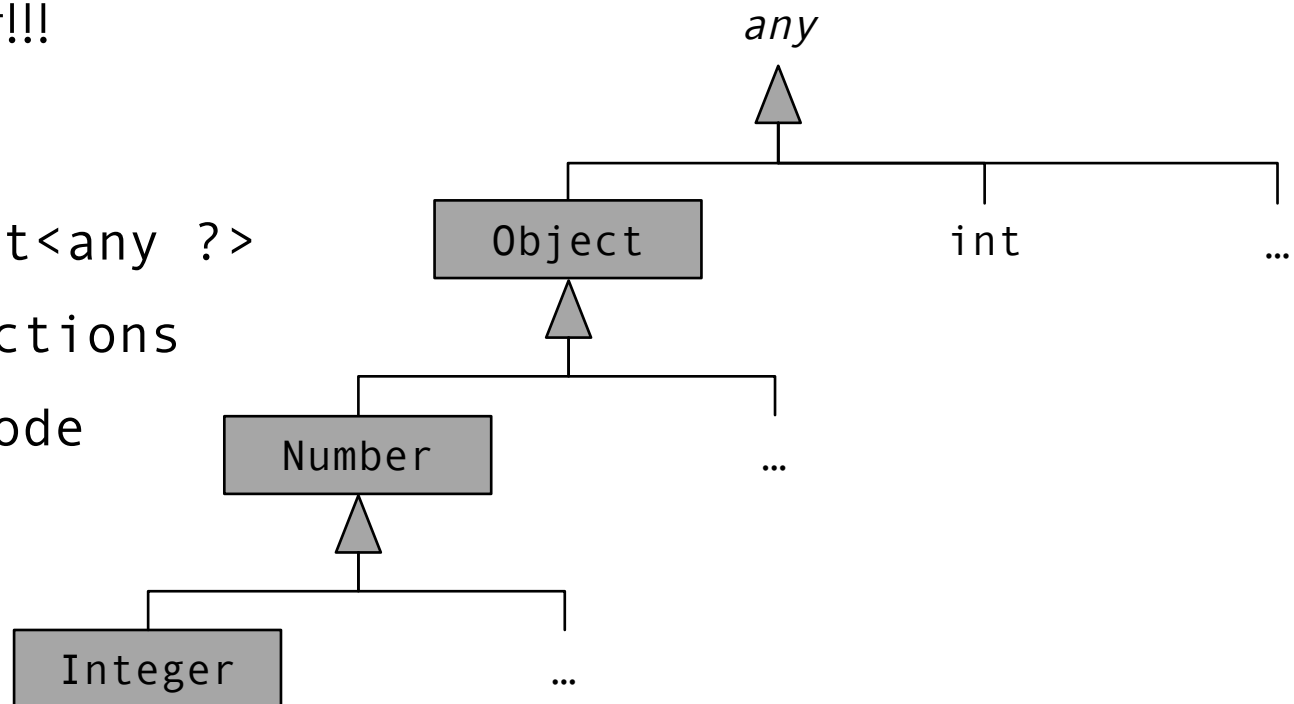 !!!
any
t<any ?>
Object
int
…
ctions
ode
Number
…
Integer
…